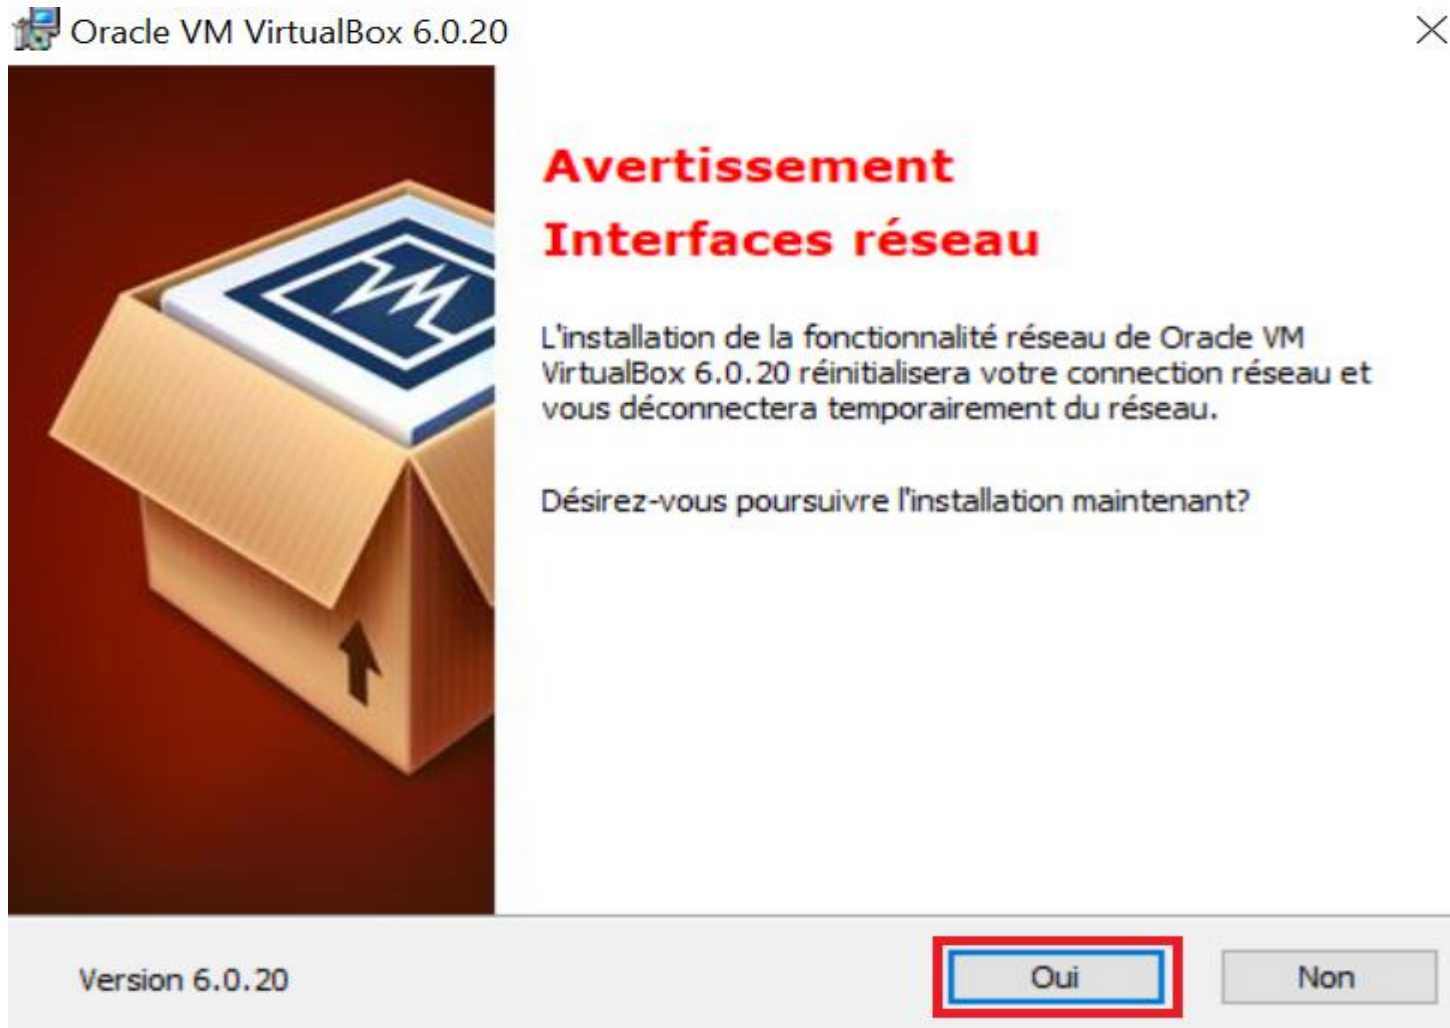 Oracle VM VirtualBox 6.0.20
Avertissement
Interfaces réseau
L'installation de la fonctionnalité réseau de Oracle VM
VirtualBox 6.0.20 réinitialisera votre connection réseau et
vous déconnectera temporairement du réseau.
Désirez-vous poursuivre l'installation maintenant?
Version 6.0.20
Oui
Non